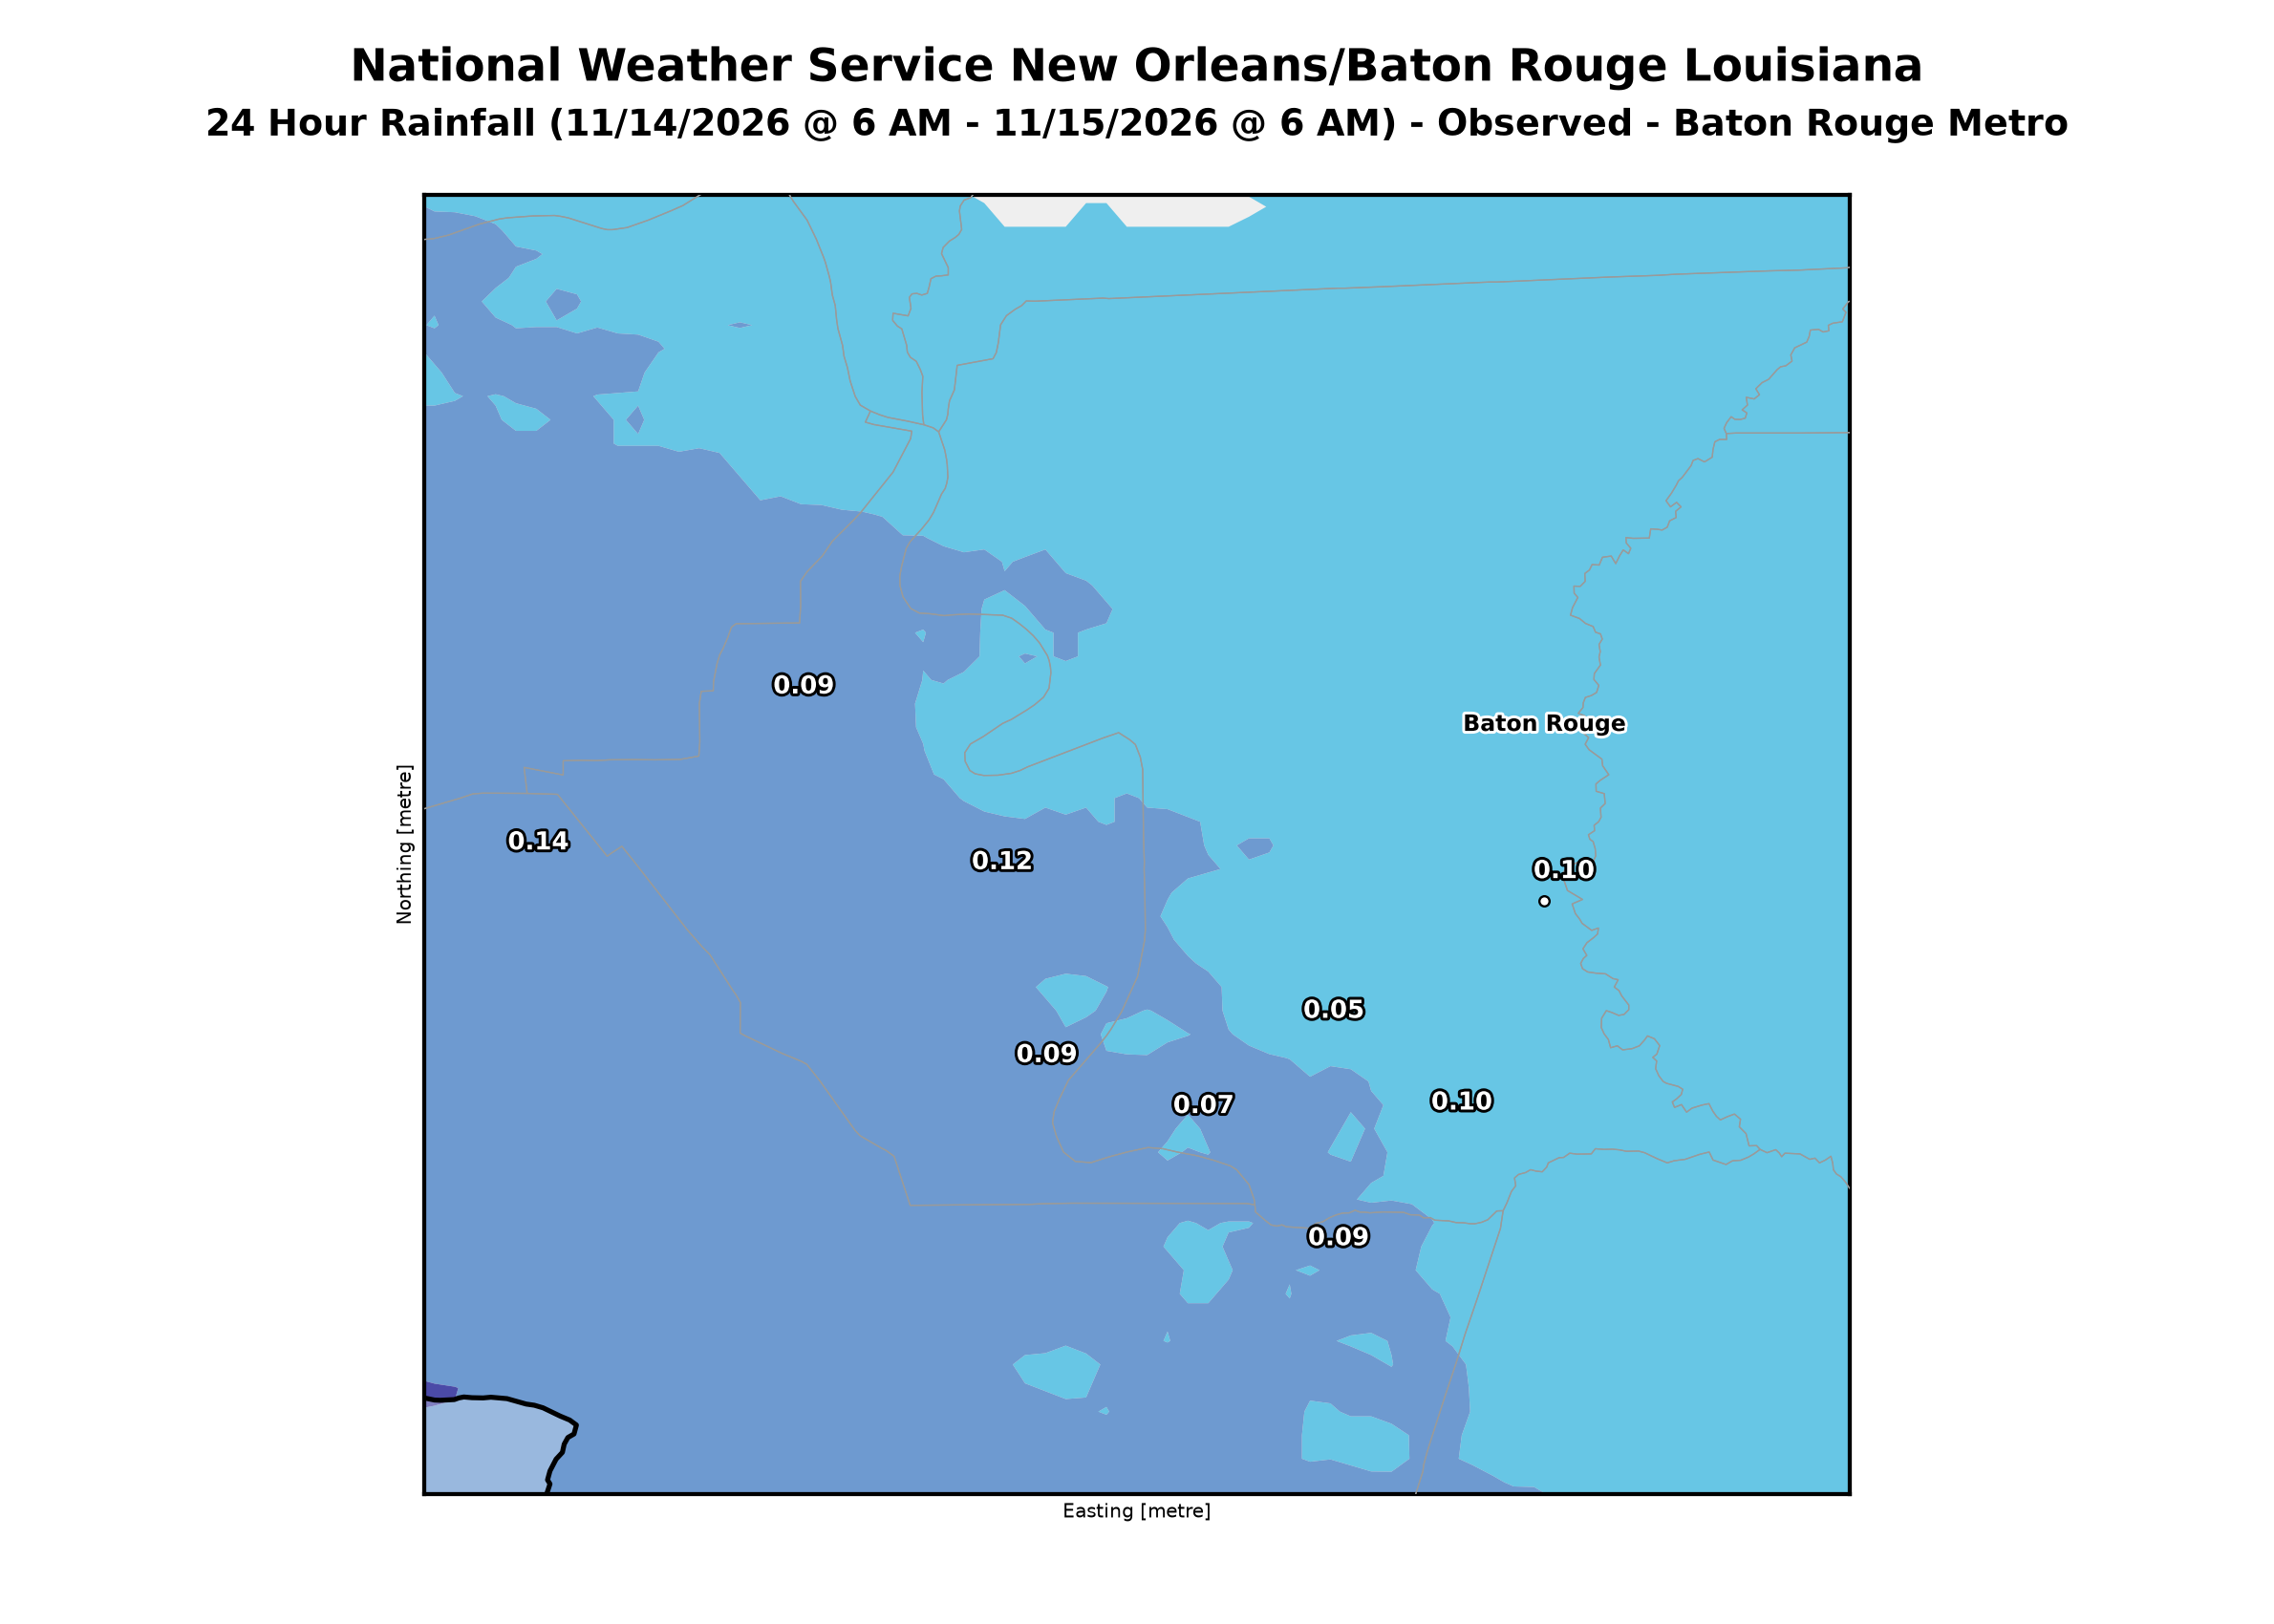 National Weather Service New Orleans/Baton Rouge Louisiana
24 Hour Rainfall (11/14/2026 @ 6 AM - 11/15/2026 @ 6 AM) - Observed - Baton Rouge Metro
0.09
Baton Rouge
0.14
0.12
0.10
0.05
0.09
0.07
0.10
0.09
Northing [metre]
Easting [metre]